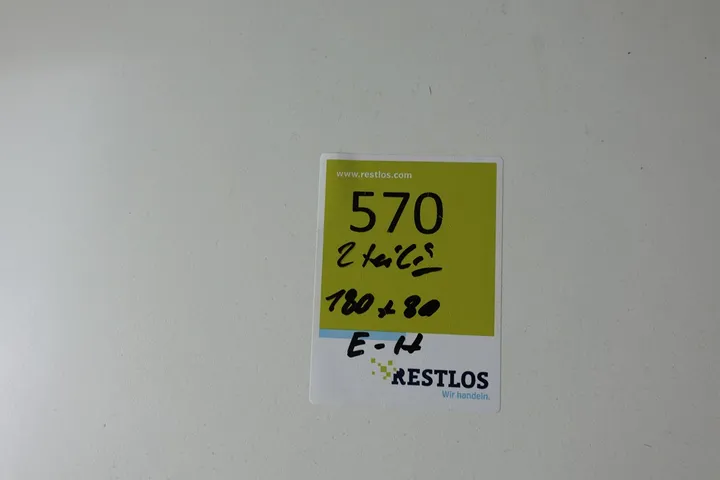 www.restlos.com
570
2 teilig
180 + 80
E - H
RESTLOS
Wir handeln.